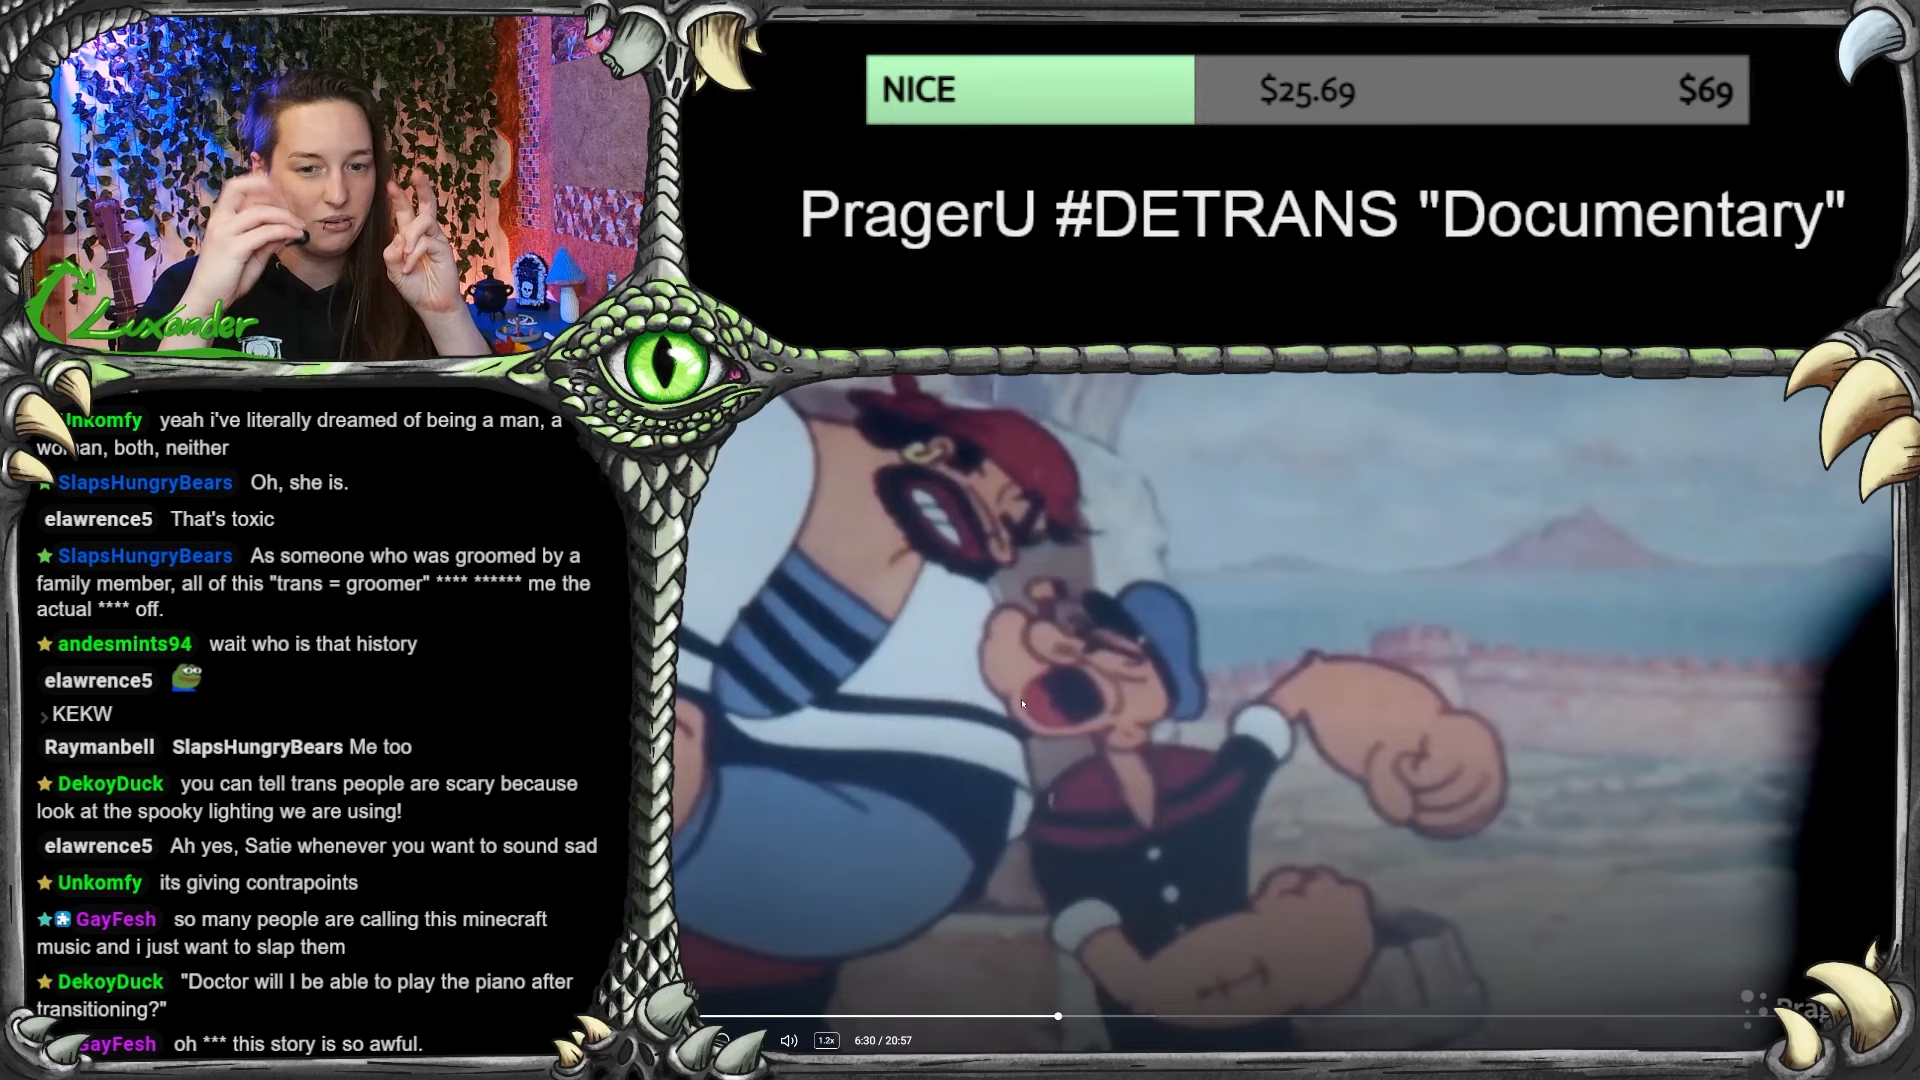 NICE $25.69 $69
PragerU #DETRANS "Documentary"
Luxander
Unkomfy yeah i've literally dreamed of being a man, a
woman, both, neither
SlapsHungryBears Oh, she is.
elawrence5 That's toxic
SlapsHungryBears As someone who was groomed by a
family member, all of this "trans = groomer" **** ****** me the
actual **** off.
andesmints94 wait who is that history
elawrence5
KEKW
Raymanbell SlapsHungryBears Me too
DekoyDuck you can tell trans people are scary because
look at the spooky lighting we are using!
elawrence5 Ah yes, Satie whenever you want to sound sad
Unkomfy its giving contrapoints
GayFesh so many people are calling this minecraft
music and i just want to slap them
DekoyDuck "Doctor will I be able to play the piano after
transitioning?"
GayFesh oh *** this story is so awful.
1.2x 6:30 / 20:57